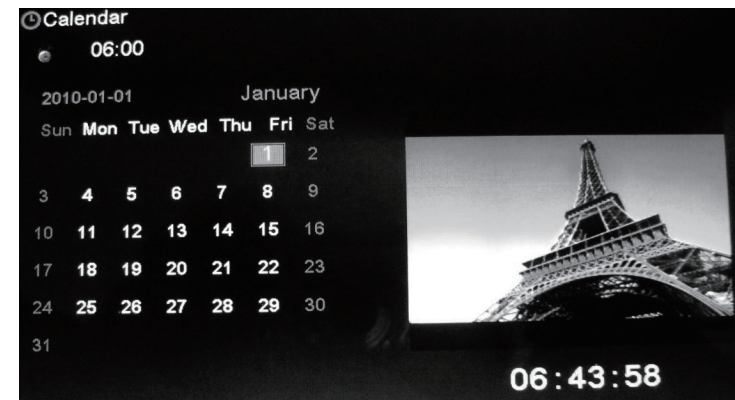 Calendar
06:00
2010-01-01 January
Sun Mon Tue Wed Thu Fri Sat
1 2
3 4 5 6 7 8 9
10 11 12 13 14 15 16
17 18 19 20 21 22 23
24 25 26 27 28 29 30
31
06:43:58